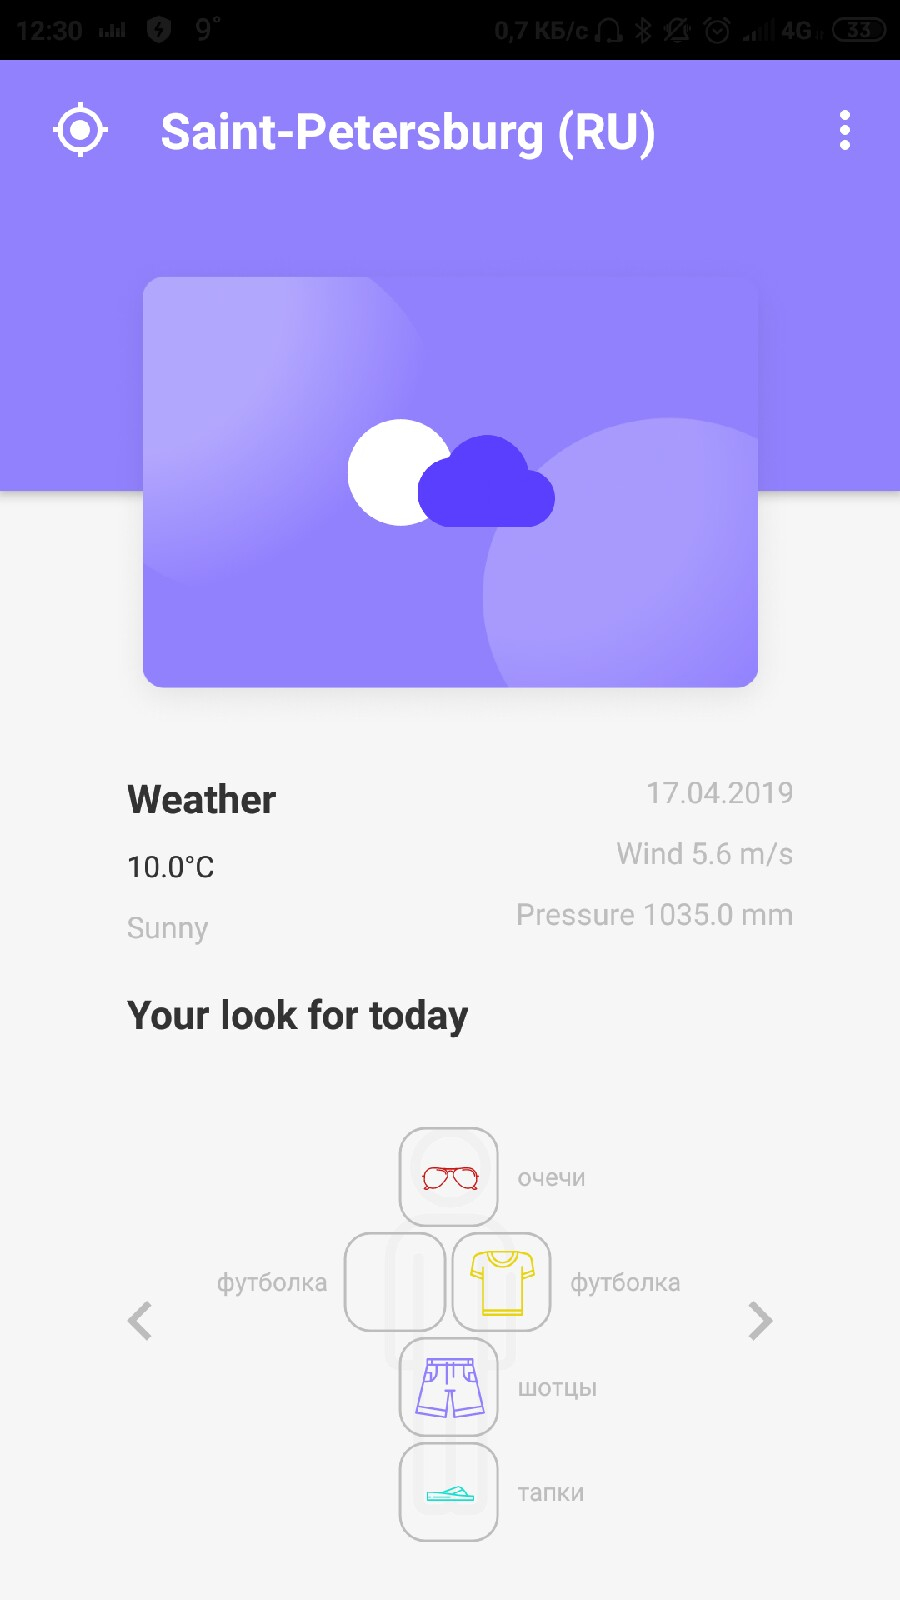 12:30 9° 0,7 КБ/с 4G 33
Saint-Petersburg (RU)
Weather
17.04.2019
10.0°C
Wind 5.6 m/s
Sunny
Pressure 1035.0 mm
Your look for today
очечи
футболка
футболка
шотцы
тапки